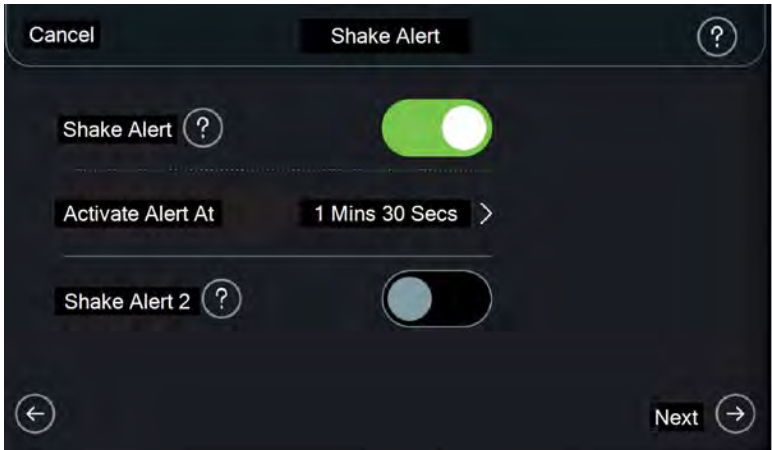 Cancel
Shake Alert
?
Shake Alert ?
Activate Alert At 1 Mins 30 Secs >
Shake Alert 2 ?
Next